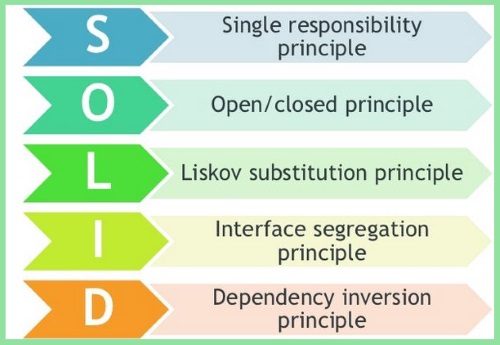 S
Single responsibility
principle
O
Open/closed principle
L
Liskov substitution principle
I
Interface segregation
principle
D
Dependency inversion
principle